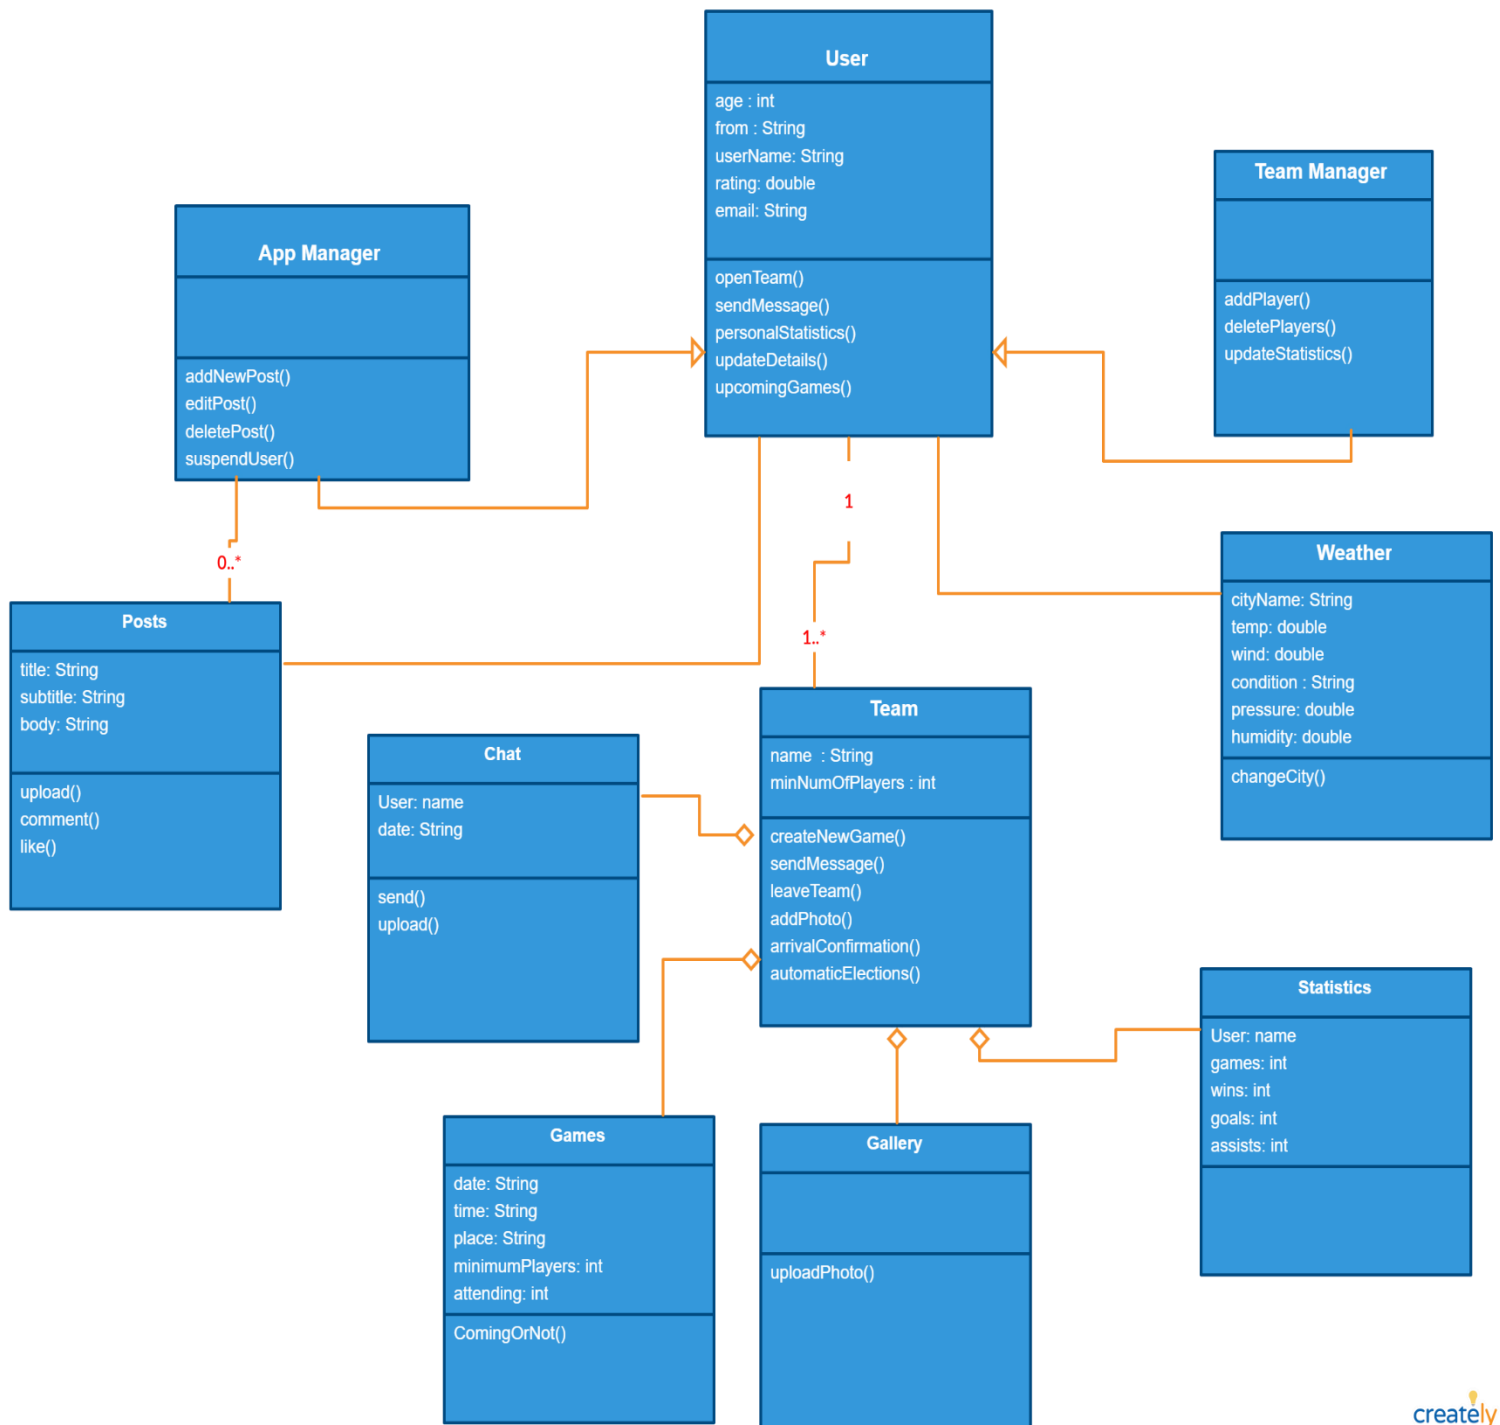 User
age : int
from : String
userName: String
rating: double
email: String
openTeam()
sendMessage()
personalStatistics()
updateDetails()
upcomingGames()
Team Manager
addPlayer()
deletePlayers()
updateStatistics()
App Manager
addNewPost()
editPost()
deletePost()
suspendUser()
1
0..*
1..*
Weather
cityName: String
temp: double
wind: double
condition : String
pressure: double
humidity: double
changeCity()
Posts
title: String
subtitle: String
body: String
upload()
comment()
like()
Team
name : String
minNumOfPlayers : int
createNewGame()
sendMessage()
leaveTeam()
addPhoto()
arrivalConfirmation()
automaticElections()
Chat
User: name
date: String
send()
upload()
Statistics
User: name
games: int
wins: int
goals: int
assists: int
Games
date: String
time: String
place: String
minimumPlayers: int
attending: int
ComingOrNot()
Gallery
uploadPhoto()
creately